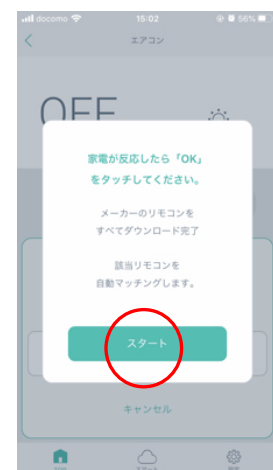 docomo 15:02 56%
エアコン
OFF
家電が反応したら「OK」
をタッチしてください。
メーカーのリモコンを
すべてダウンロード完了
該当リモコンを
自動マッチングします。
スタート
キャンセル